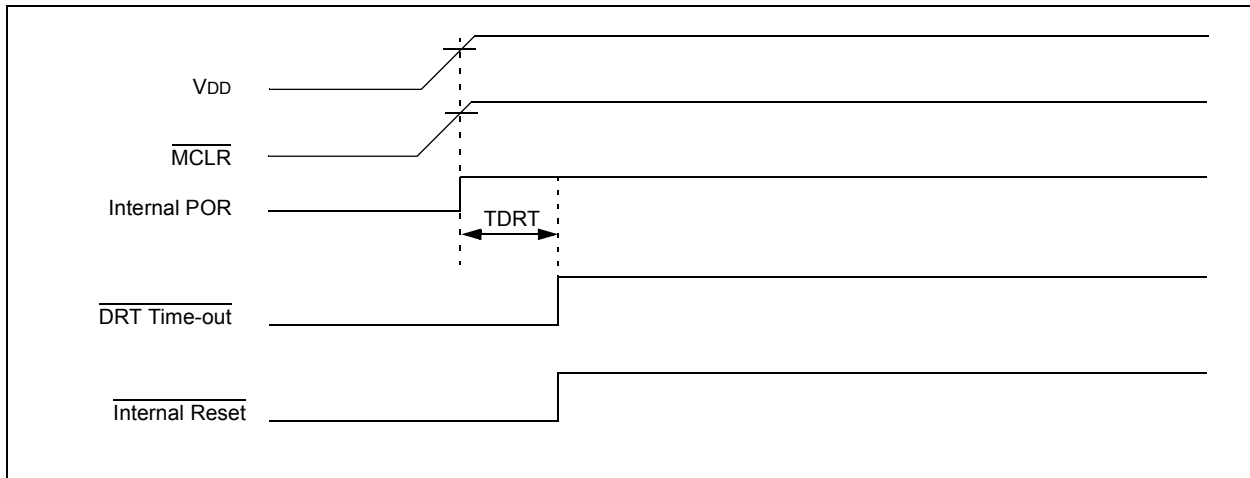 VDD
MCLR
Internal POR
TDRT
DRT Time-out
Internal Reset